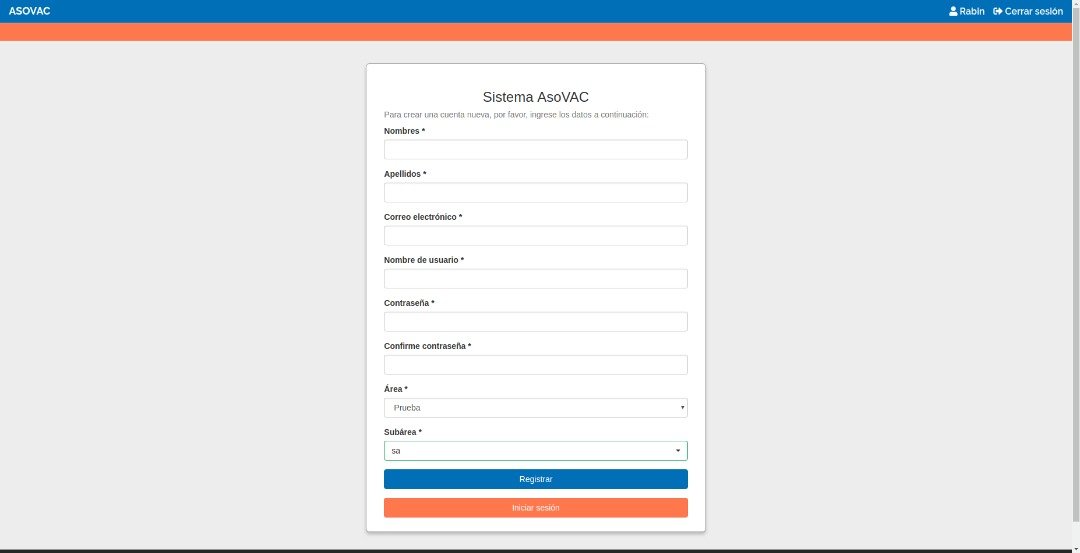 ASOVAC
Rabin Cerrar sesión
Sistema AsoVAC
Para crear una cuenta nueva, por favor, ingrese los datos a continuación:
Nombres *
Apellidos *
Correo electrónico *
Nombre de usuario *
Contraseña *
Confirme contraseña *
Área *
Prueba
Subárea *
sa
Registrar
Iniciar sesión